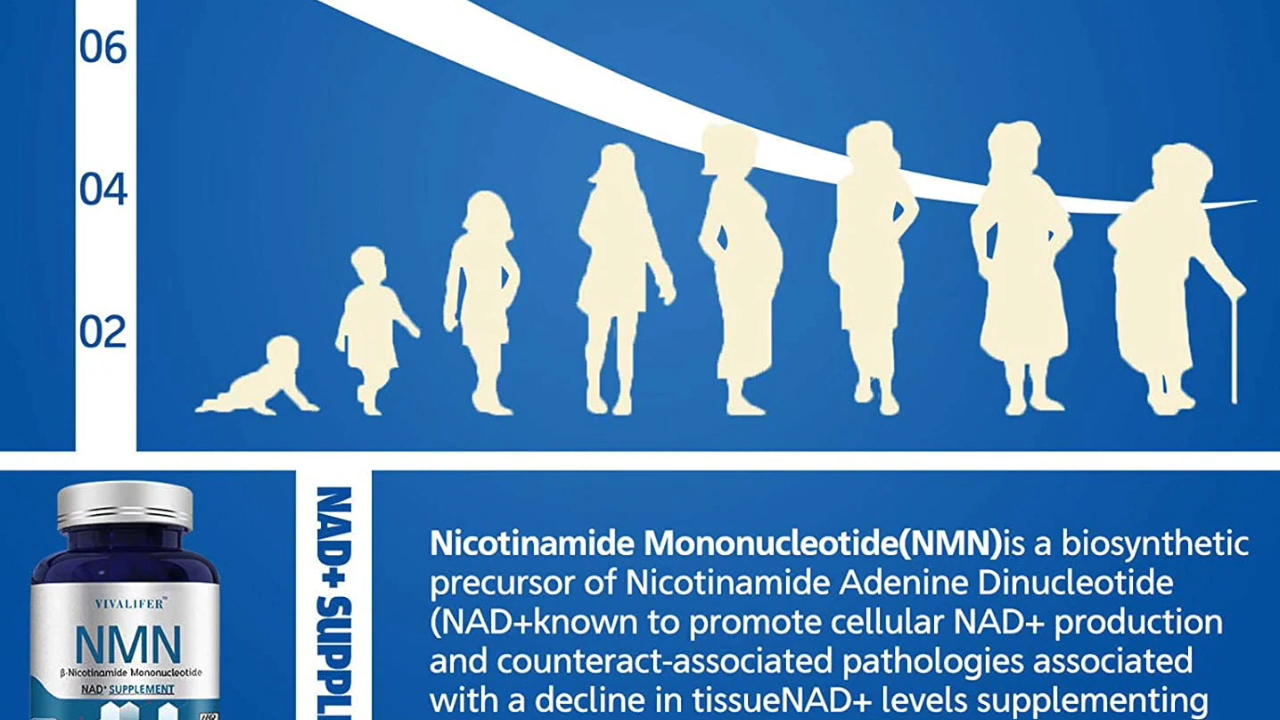 06
04
02
VIVALIFER™
NMN
β-Nicotinamide Mononucleotide
NAD⁺ SUPPLEMENT
NAD+ SUPPL
Nicotinamide Mononucleotide(NMN)is a biosynthetic
precursor of Nicotinamide Adenine Dinucleotide
(NAD+known to promote cellular NAD+ production
and counteract-associated pathologies associated
with a decline in tissueNAD+ levels supplementing